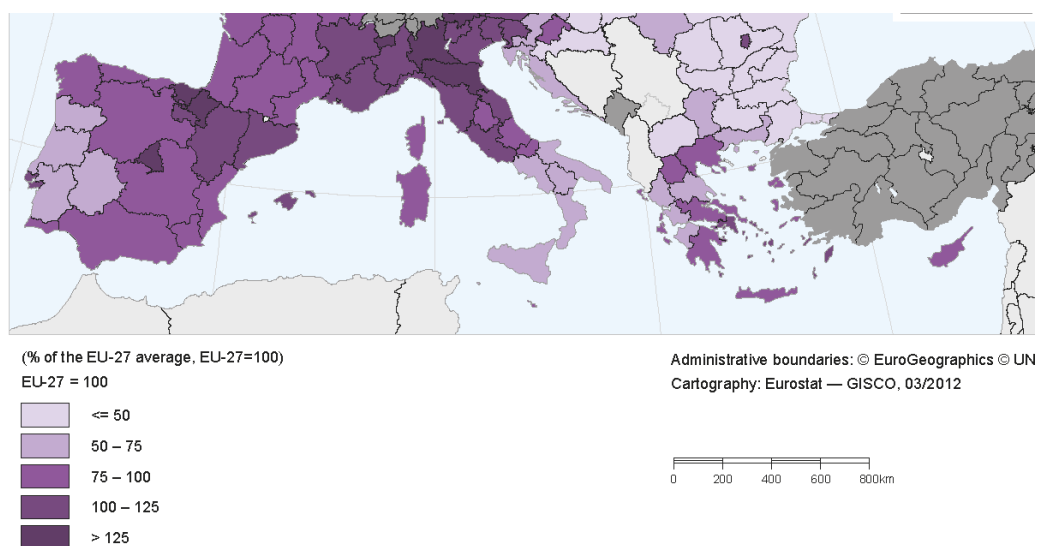 (% of the EU-27 average, EU-27=100)
EU-27 = 100
<= 50
50 – 75
75 – 100
100 – 125
> 125
Administrative boundaries: © EuroGeographics © UN
Cartography: Eurostat — GISCO, 03/2012
0 200 400 600 800km